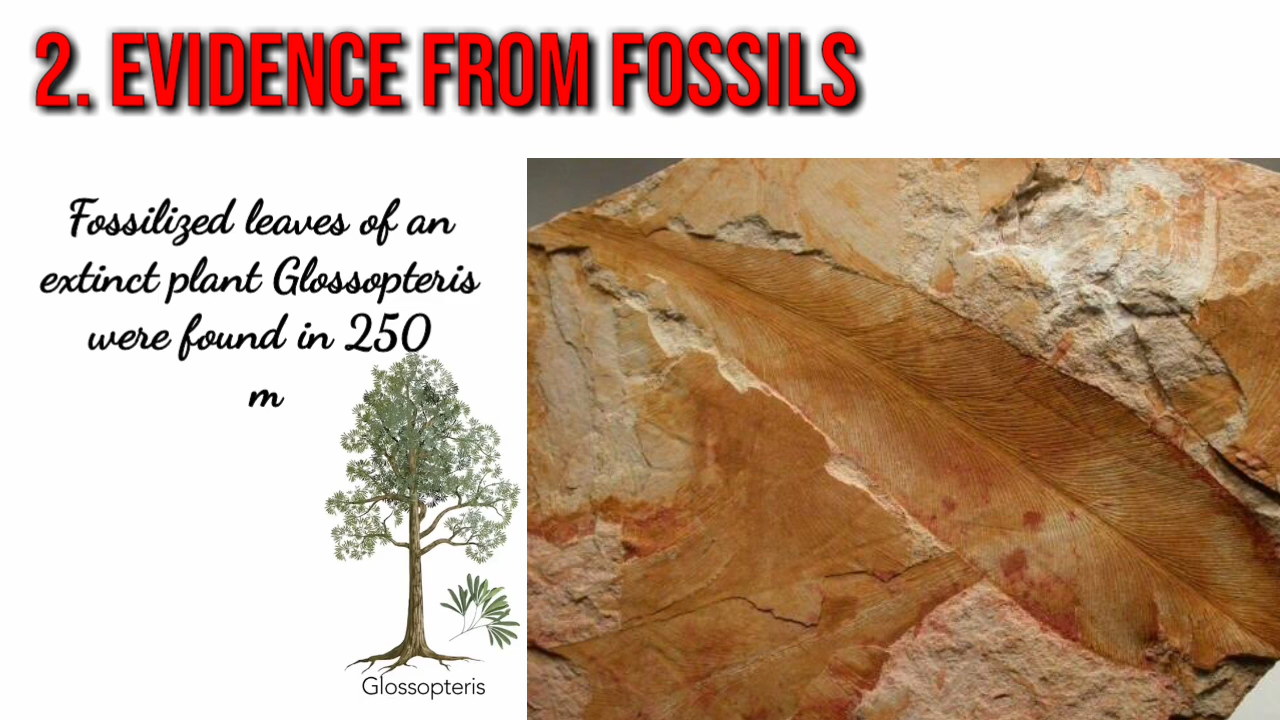 2. EVIDENCE FROM FOSSILS
Fossilized leaves of an
extinct plant Glossopteris
were found in 250
m
Glossopteris